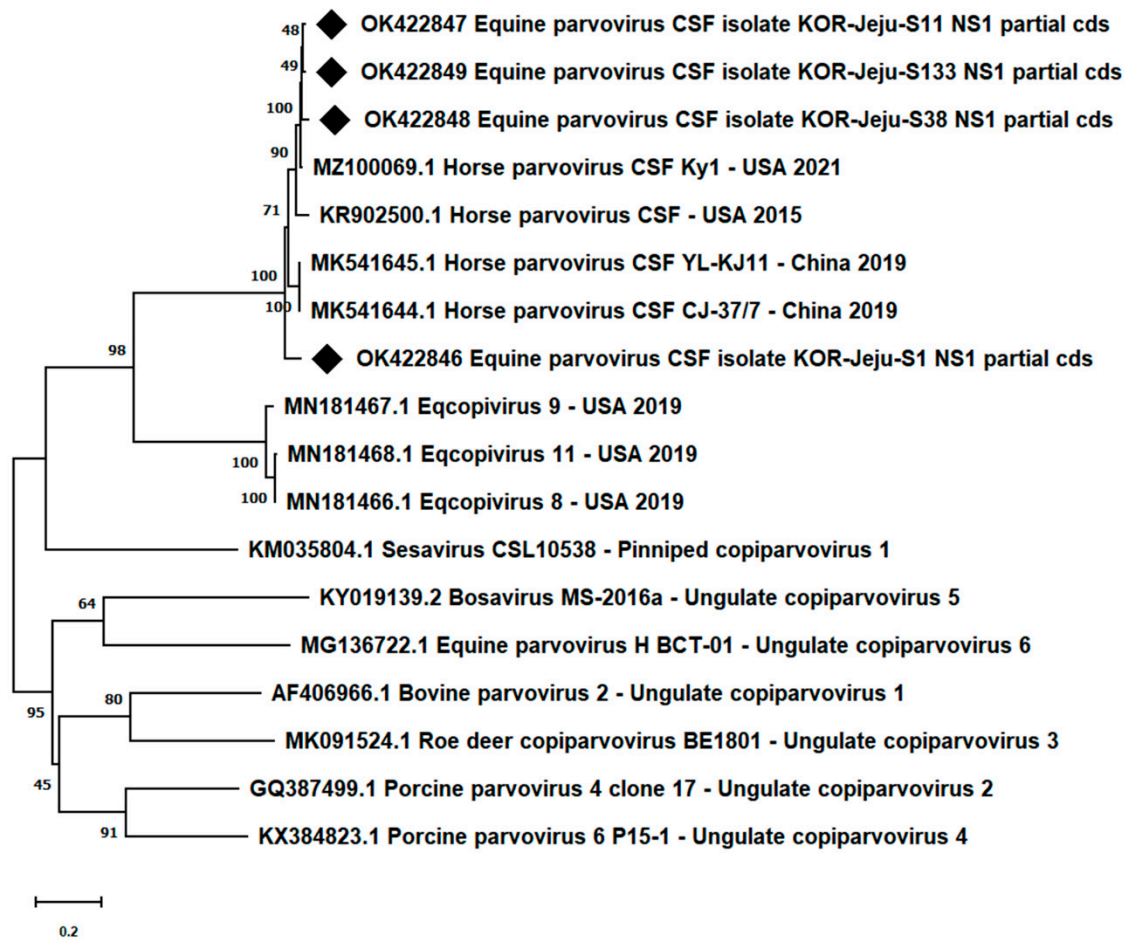 48
OK422847 Equine parvovirus CSF isolate KOR-Jeju-S11 NS1 partial cds
49
OK422849 Equine parvovirus CSF isolate KOR-Jeju-S133 NS1 partial cds
100
OK422848 Equine parvovirus CSF isolate KOR-Jeju-S38 NS1 partial cds
90
MZ100069.1 Horse parvovirus CSF Ky1 - USA 2021
71
KR902500.1 Horse parvovirus CSF - USA 2015
100
MK541645.1 Horse parvovirus CSF YL-KJ11 - China 2019
100
MK541644.1 Horse parvovirus CSF CJ-37/7 - China 2019
98
OK422846 Equine parvovirus CSF isolate KOR-Jeju-S1 NS1 partial cds
MN181467.1 Eqcopivirus 9 - USA 2019
100
MN181468.1 Eqcopivirus 11 - USA 2019
100
MN181466.1 Eqcopivirus 8 - USA 2019
KM035804.1 Sesavirus CSL10538 - Pinniped copiparvovirus 1
64
KY019139.2 Bosavirus MS-2016a - Ungulate copiparvovirus 5
MG136722.1 Equine parvovirus H BCT-01 - Ungulate copiparvovirus 6
95
80
AF406966.1 Bovine parvovirus 2 - Ungulate copiparvovirus 1
MK091524.1 Roe deer copiparvovirus BE1801 - Ungulate copiparvovirus 3
45
GQ387499.1 Porcine parvovirus 4 clone 17 - Ungulate copiparvovirus 2
91
KX384823.1 Porcine parvovirus 6 P15-1 - Ungulate copiparvovirus 4
0.2